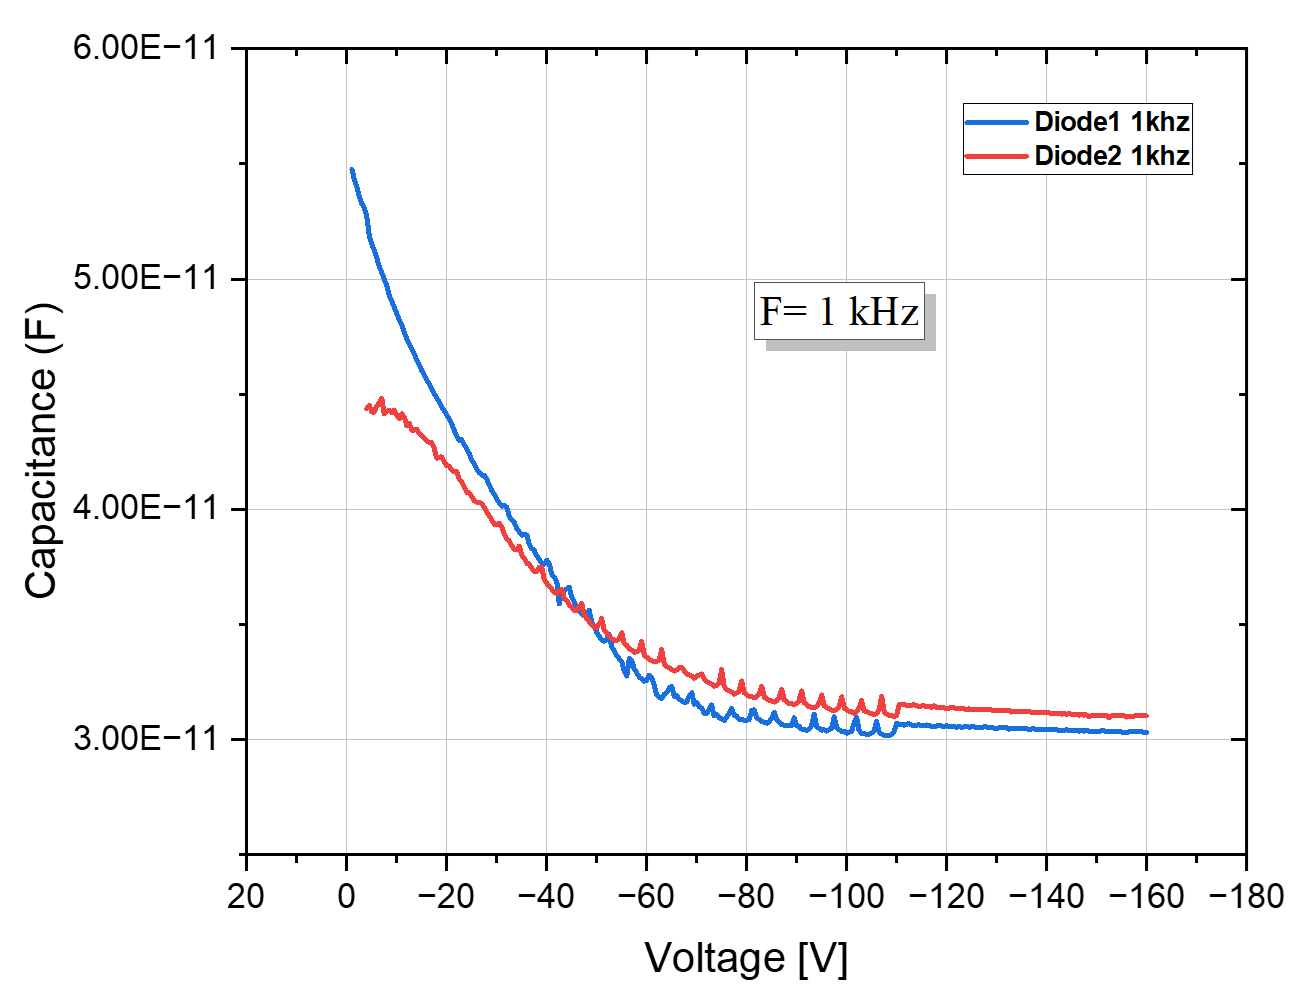 6.00E−11
5.00E−11
4.00E−11
3.00E−11
Capacitance (F)
Diode1 1khz
Diode2 1khz
F= 1 kHz
20 0 −20 −40 −60 −80 −100 −120 −140 −160 −180
Voltage [V]